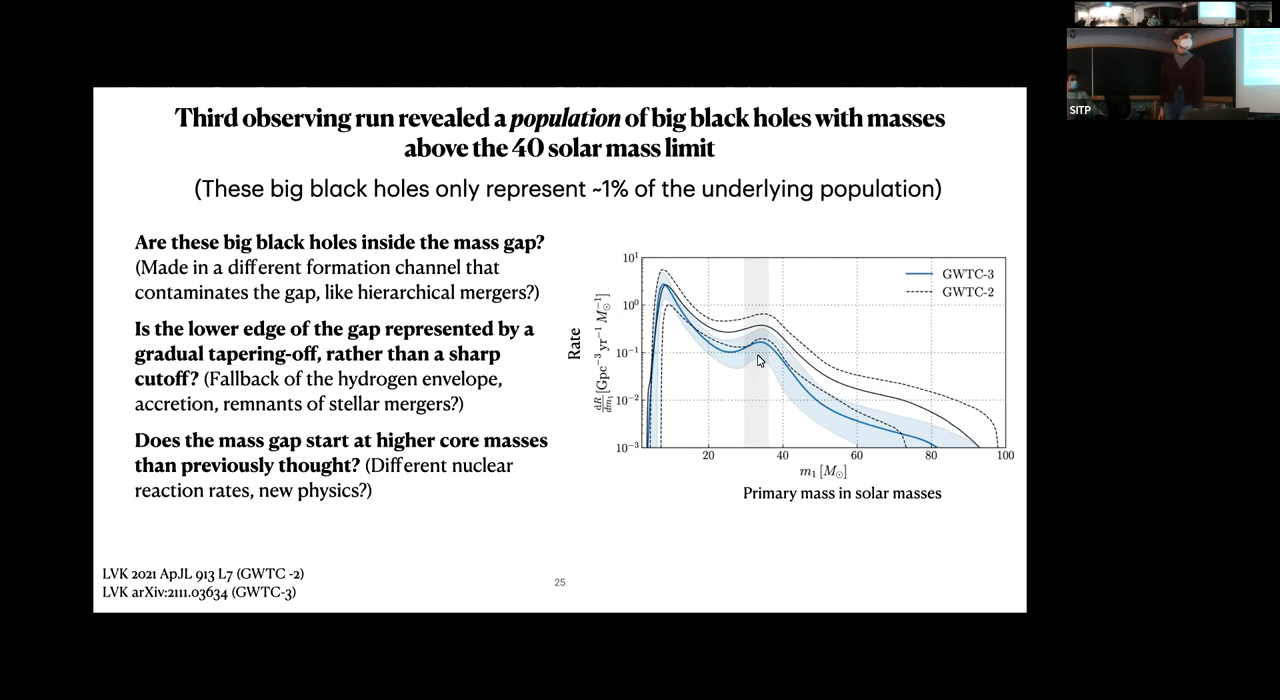 SITP
Third observing run revealed a population of big black holes with masses
above the 40 solar mass limit
(These big black holes only represent ~1% of the underlying population)
Are these big black holes inside the mass gap?
(Made in a different formation channel that
contaminates the gap, like hierarchical mergers?)
Is the lower edge of the gap represented by a
gradual tapering-off, rather than a sharp
cutoff? (Fallback of the hydrogen envelope,
accretion, remnants of stellar mergers?)
Does the mass gap start at higher core masses
than previously thought? (Different nuclear
reaction rates, new physics?)
Rate
dR/dm₁ [Gpc⁻³ yr⁻¹ M☉⁻¹]
10¹
10⁰
10⁻¹
10⁻²
10⁻³
GWTC-3
GWTC-2
20 40 60 80 100
m₁ [M☉]
Primary mass in solar masses
LVK 2021 ApJL 913 L7 (GWTC -2)
LVK arXiv:2111.03634 (GWTC-3)
25